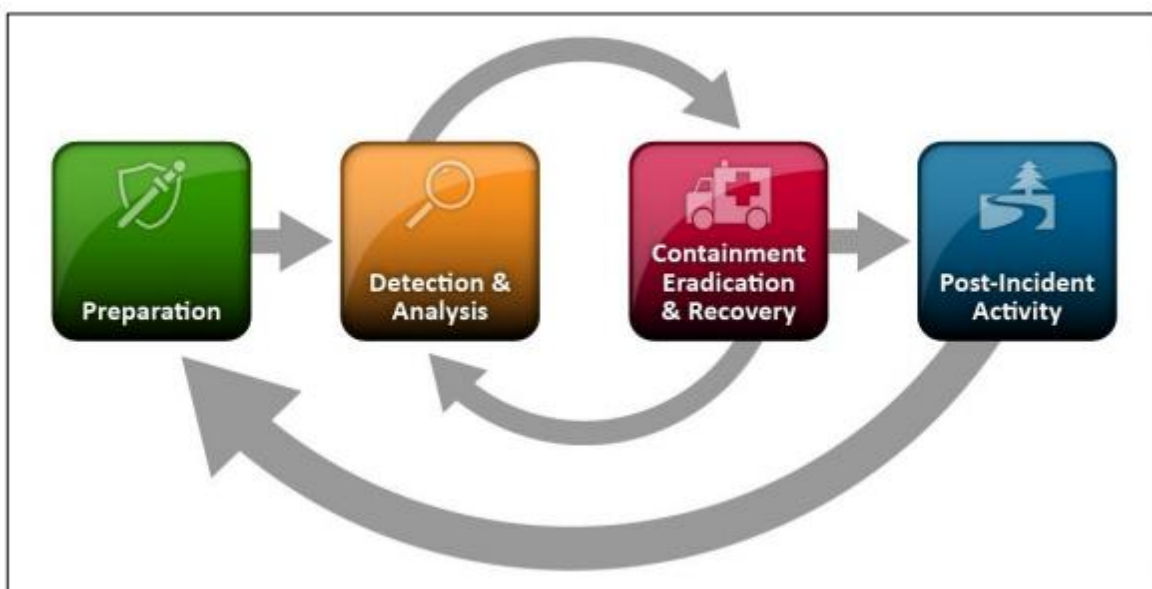 Preparation
Detection &
Analysis
Containment
Eradication
& Recovery
Post-Incident
Activity